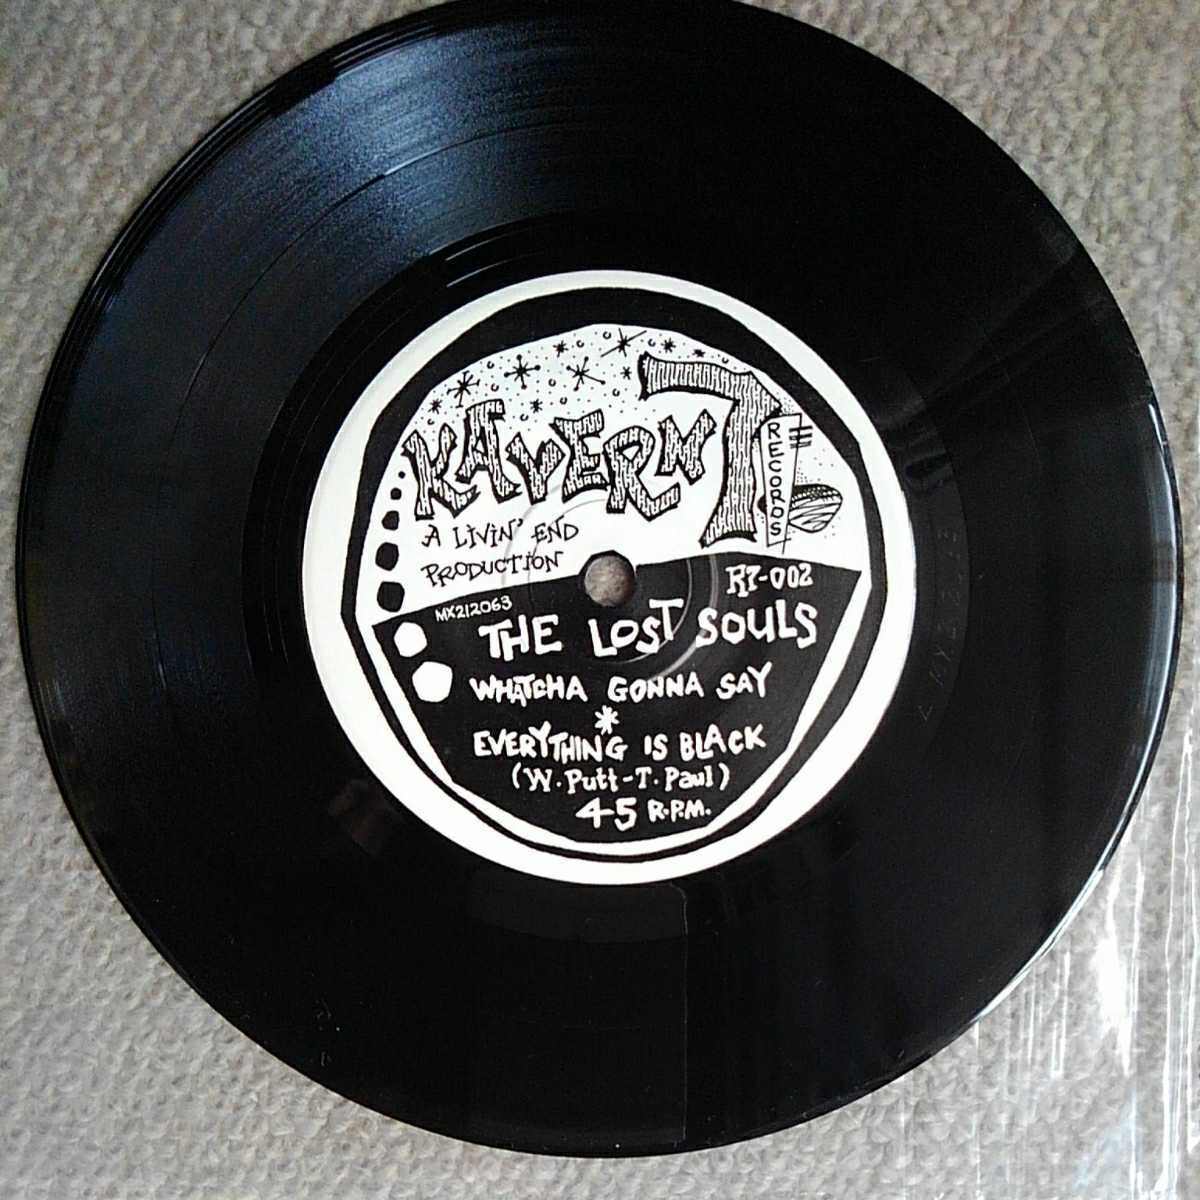 KAVERN 7
RECORDS
A LIVIN' END
PRODUCTION
R7-002
MX212063
THE LOST SOULS
WHATCHA GONNA SAY
*
EVERYTHING IS BLACK
(W. Putt-T. Paul)
45 R.P.M.